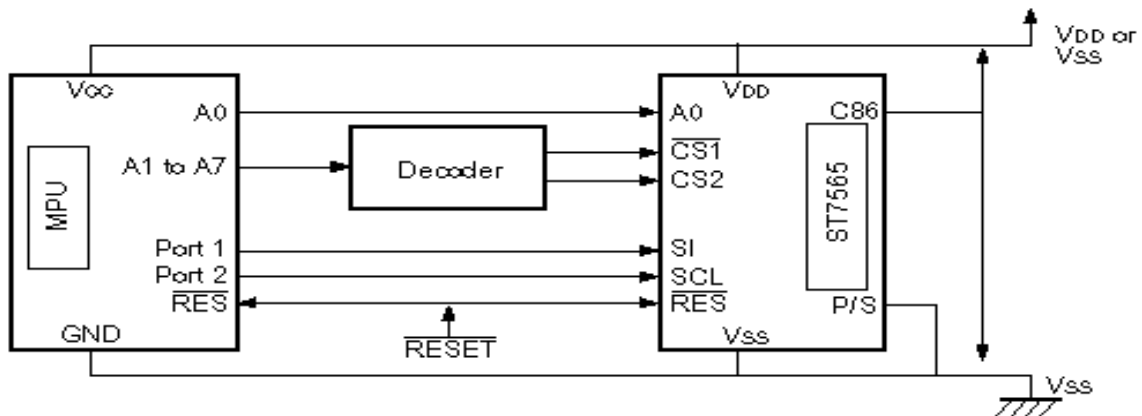 VDD or
VSS
VCC
VDD
A0
A0
C86
A1 to A7
Decoder
CS1
CS2
MPU
ST7565
Port 1
SI
Port 2
SCL
RES
RES
P/S
GND
RESET
VSS
VSS